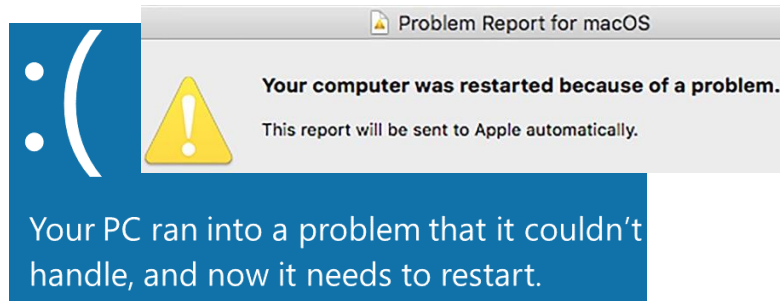 Problem Report for macOS
Your computer was restarted because of a problem.
This report will be sent to Apple automatically.
:(
Your PC ran into a problem that it couldn't
handle, and now it needs to restart.